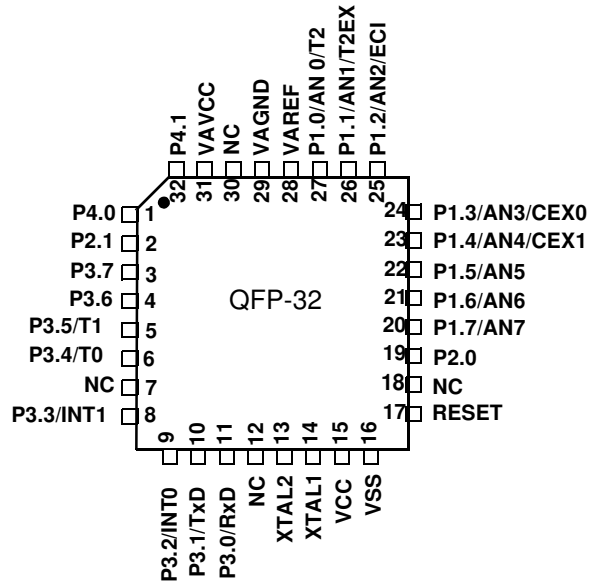 P4.1
VAVCC
NC
VAGND
VAREF
P1.0/AN 0/T2
P1.1/AN1/T2EX
P1.2/AN2/ECI
32
31
30
29
28
27
26
25
P4.0 1
P2.1 2
P3.7 3
P3.6 4
P3.5/T1 5
P3.4/T0 6
NC 7
P3.3/INT1 8
QFP-32
24 P1.3/AN3/CEX0
23 P1.4/AN4/CEX1
22 P1.5/AN5
21 P1.6/AN6
20 P1.7/AN7
19 P2.0
18 NC
17 RESET
9
10
11
12
13
14
15
16
P3.2/INT0
P3.1/TxD
P3.0/RxD
NC
XTAL2
XTAL1
VCC
VSS